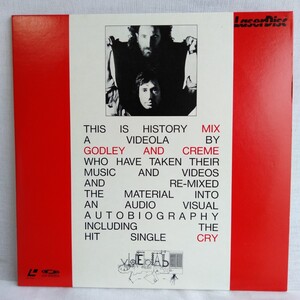 LaserDisc
THIS IS HISTORY MIX
A VIDEOLA BY
GODLEY AND CREME
WHO HAVE TAKEN THEIR
MUSIC AND VIDEOS
AND RE-MIXED
THE MATERIAL INTO
AN AUDIO VISUAL
AUTOBIOGRAPHY
INCLUDING THE
HIT SINGLE CRY